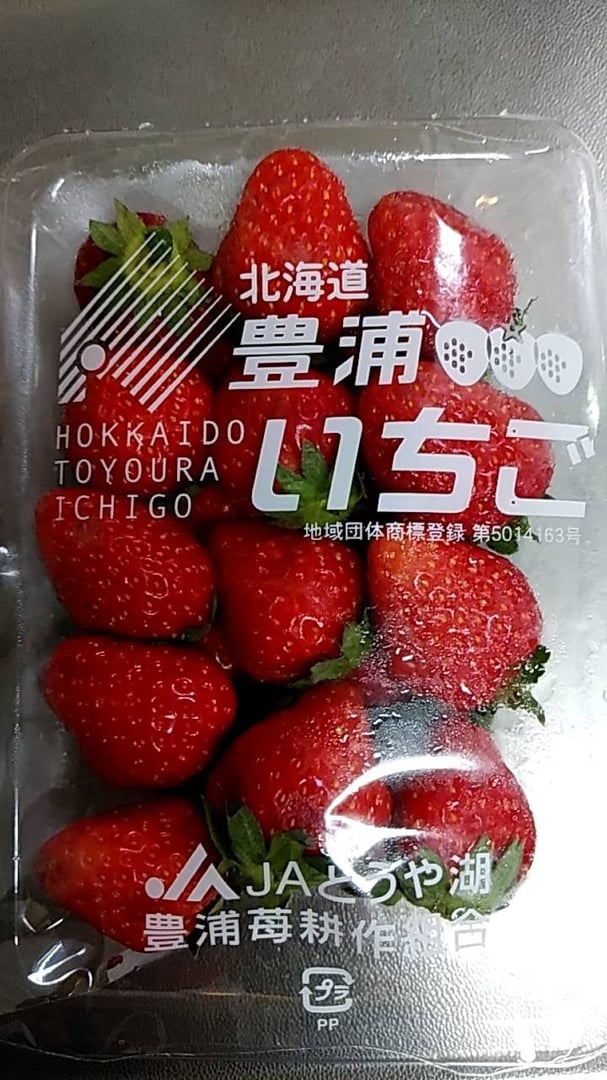 北海道
豊浦
いちご
HOKKAIDO
TOYOURA
ICHIGO
地域団体商標登録 第5014163号
JAとうや湖
豊浦苺耕作組合
プラ
PP